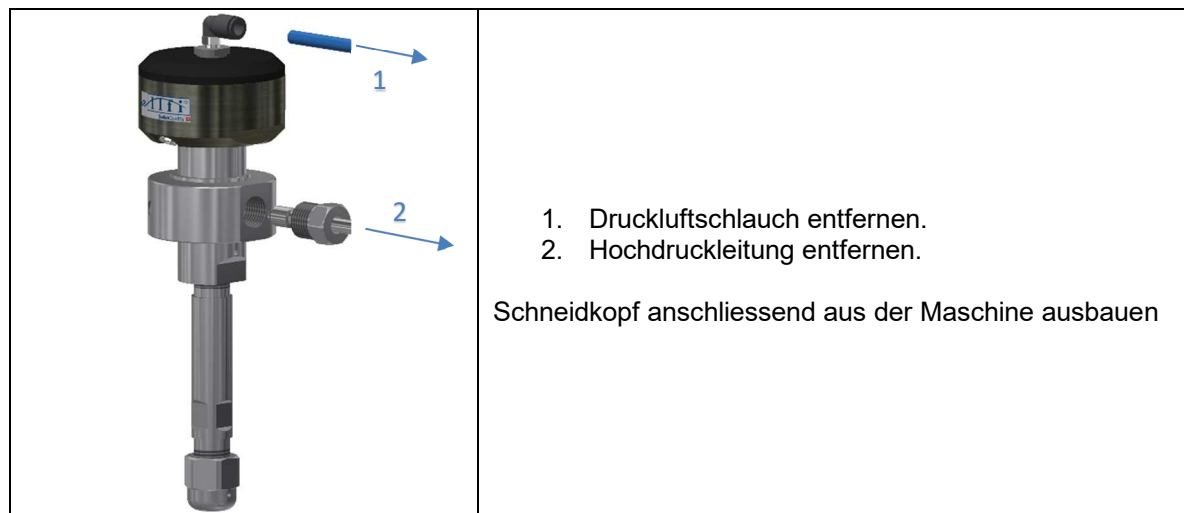 1
2
1. Druckluftschlauch entfernen.
2. Hochdruckleitung entfernen.
Schneidkopf anschliessend aus der Maschine ausbauen